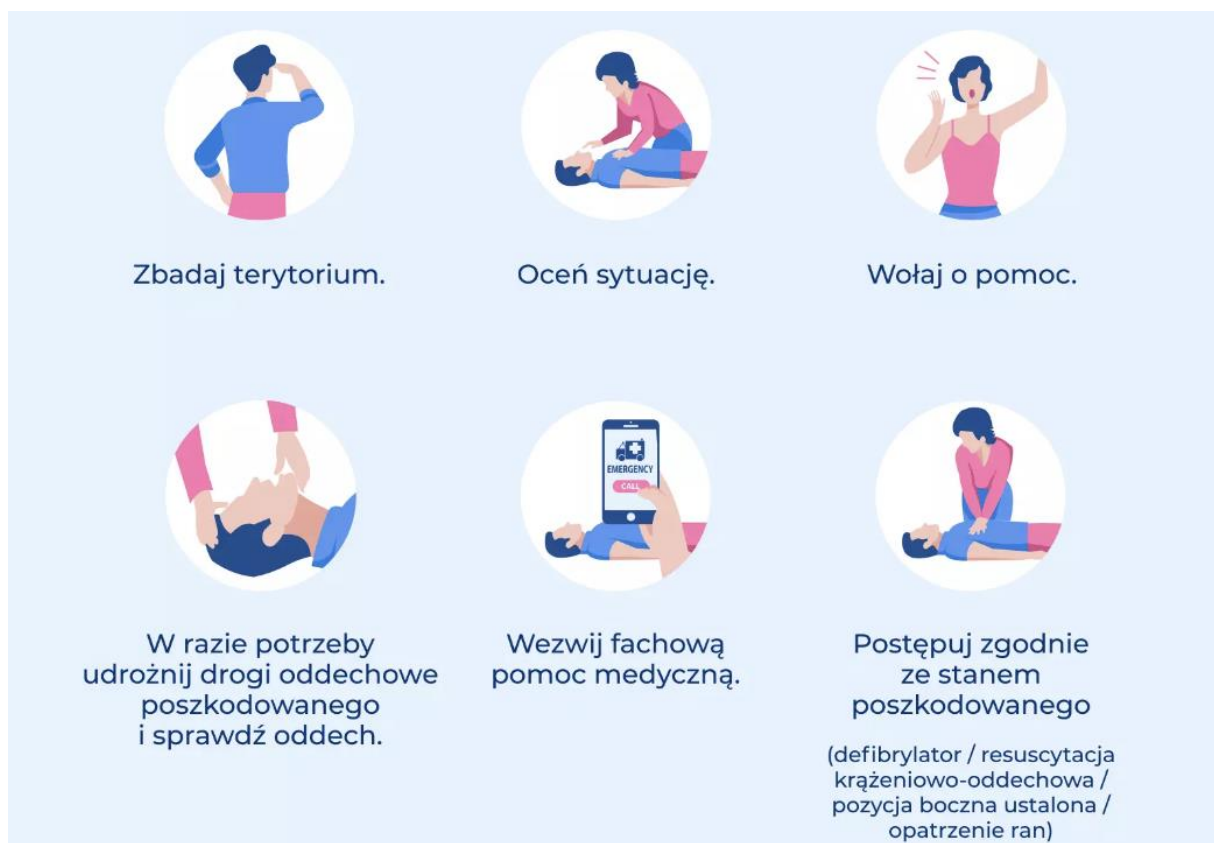 Zbadaj terytorium.
Oceń sytuację.
Wołaj o pomoc.
W razie potrzeby
udrożnij drogi oddechowe
poszkodowanego
i sprawdź oddech.
EMERGENCY
CALL
Wezwij fachową
pomoc medyczną.
Postępuj zgodnie
ze stanem
poszkodowanego
(defibrylator / resuscytacja
krążeniowo-oddechowa /
pozycja boczna ustalona /
opatrzenie ran)